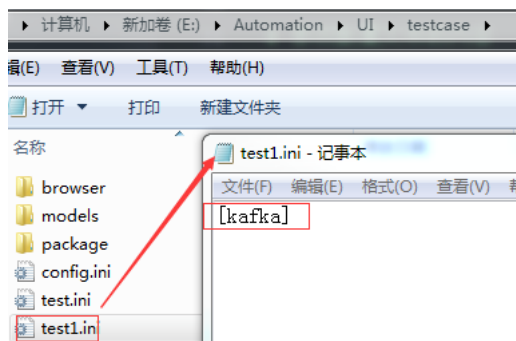 计算机 新加卷 (E:) Automation UI testcase
辑(E) 查看(V) 工具(T) 帮助(H)
打开 打印 新建文件夹
名称
browser
models
package
config.ini
test.ini
test1.ini
test1.ini - 记事本
文件(F) 编辑(E) 格式(O) 查看(V)
[kafka]